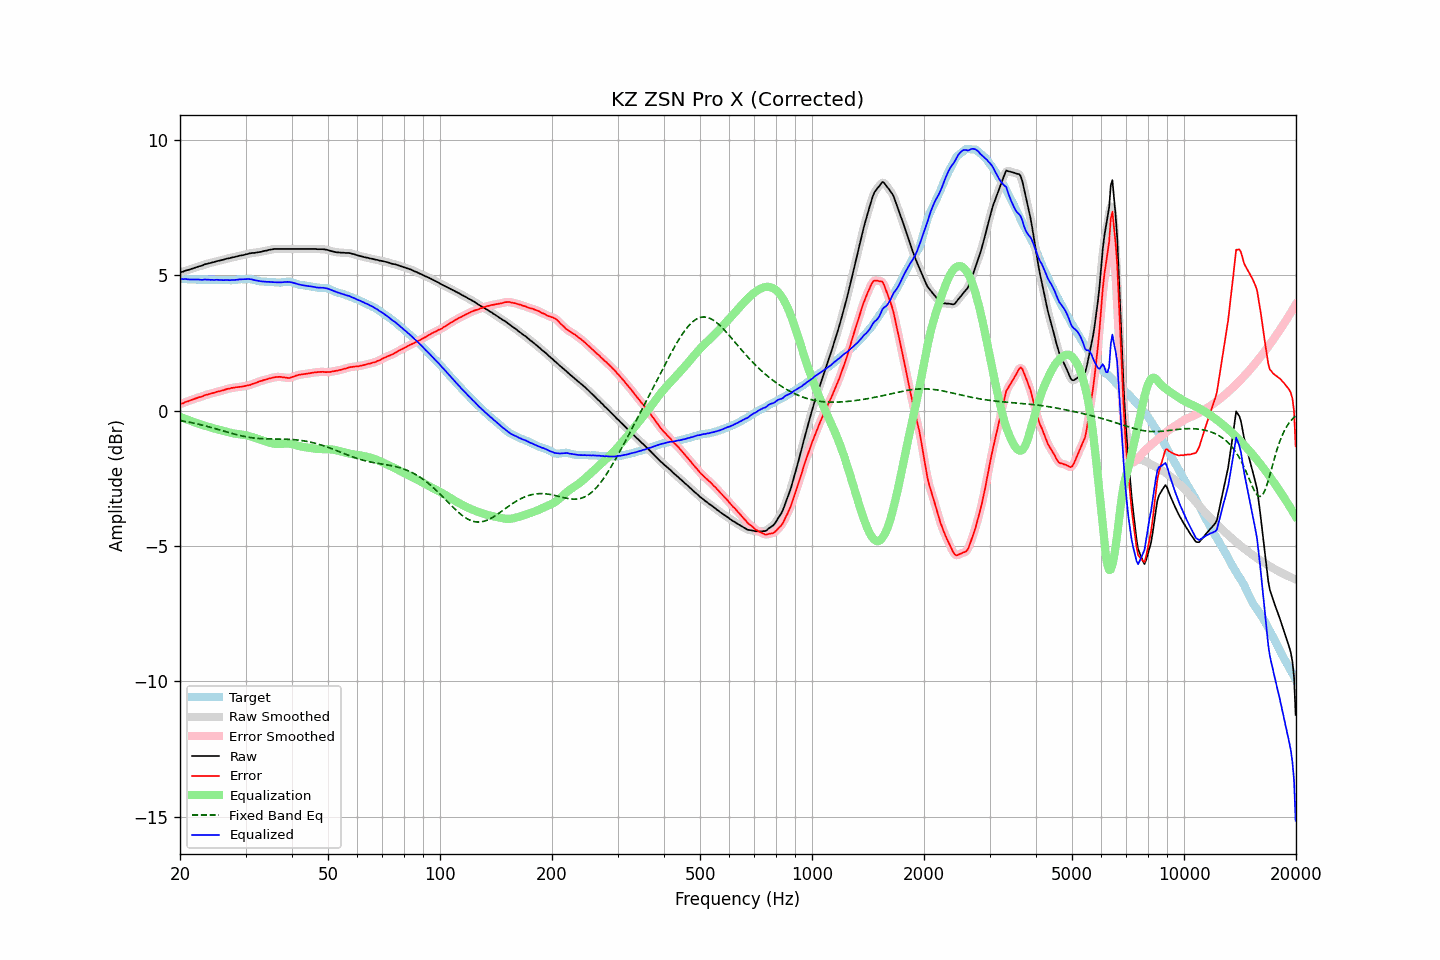 KZ ZSN Pro X (Corrected)
10
5
0
−5
−10
−15
Amplitude (dBr)
Target
Raw Smoothed
Error Smoothed
Raw
Error
Equalization
Fixed Band Eq
Equalized
20 50 100 200 500 1000 2000 5000 10000 20000
Frequency (Hz)